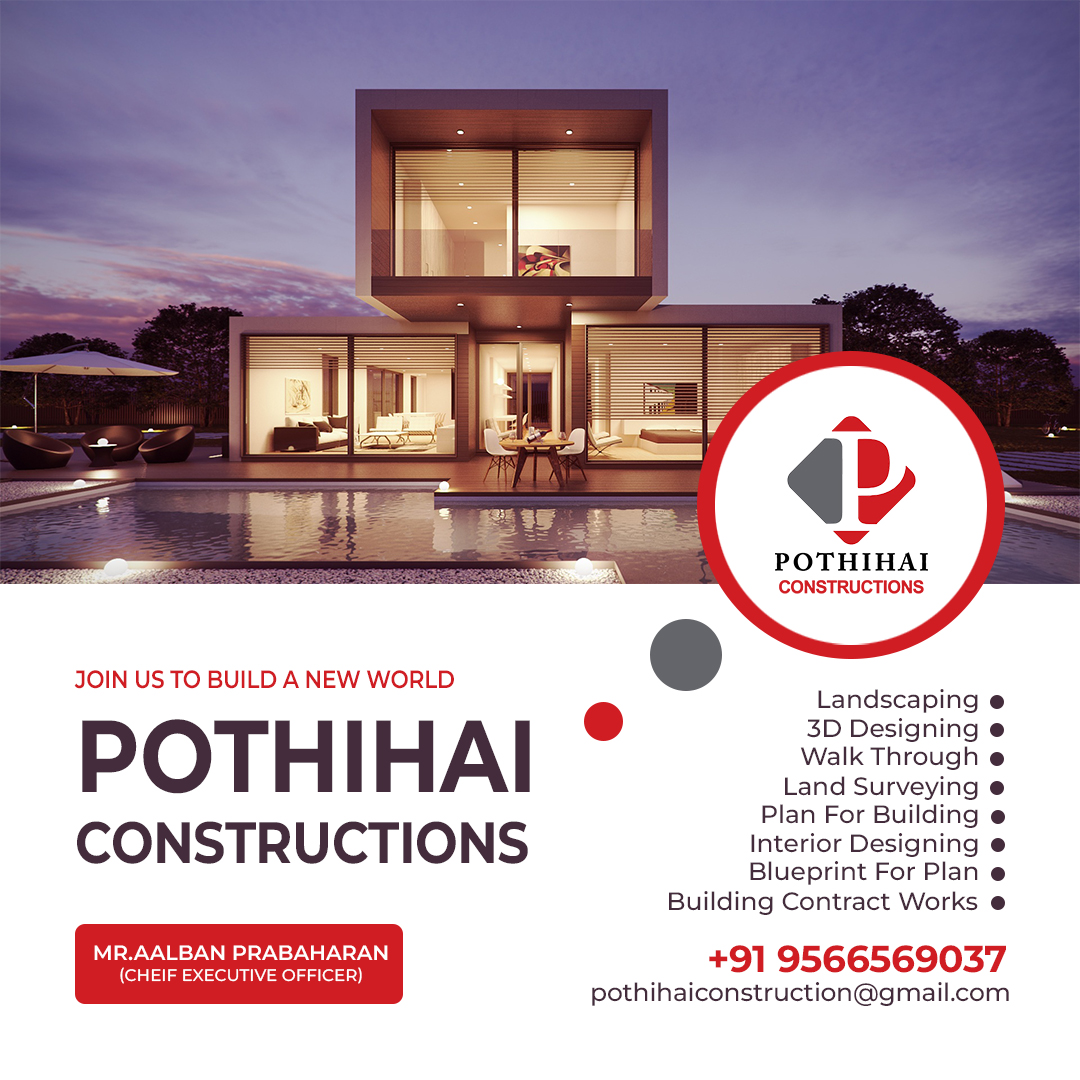 POTHIHAI
CONSTRUCTIONS
JOIN US TO BUILD A NEW WORLD
POTHIHAI
CONSTRUCTIONS
MR.AALBAN PRABAHARAN
(CHEIF EXECUTIVE OFFICER)
Landscaping
3D Designing
Walk Through
Land Surveying
Plan For Building
Interior Designing
Blueprint For Plan
Building Contract Works
+91 9566569037
pothihaiconstruction@gmail.com